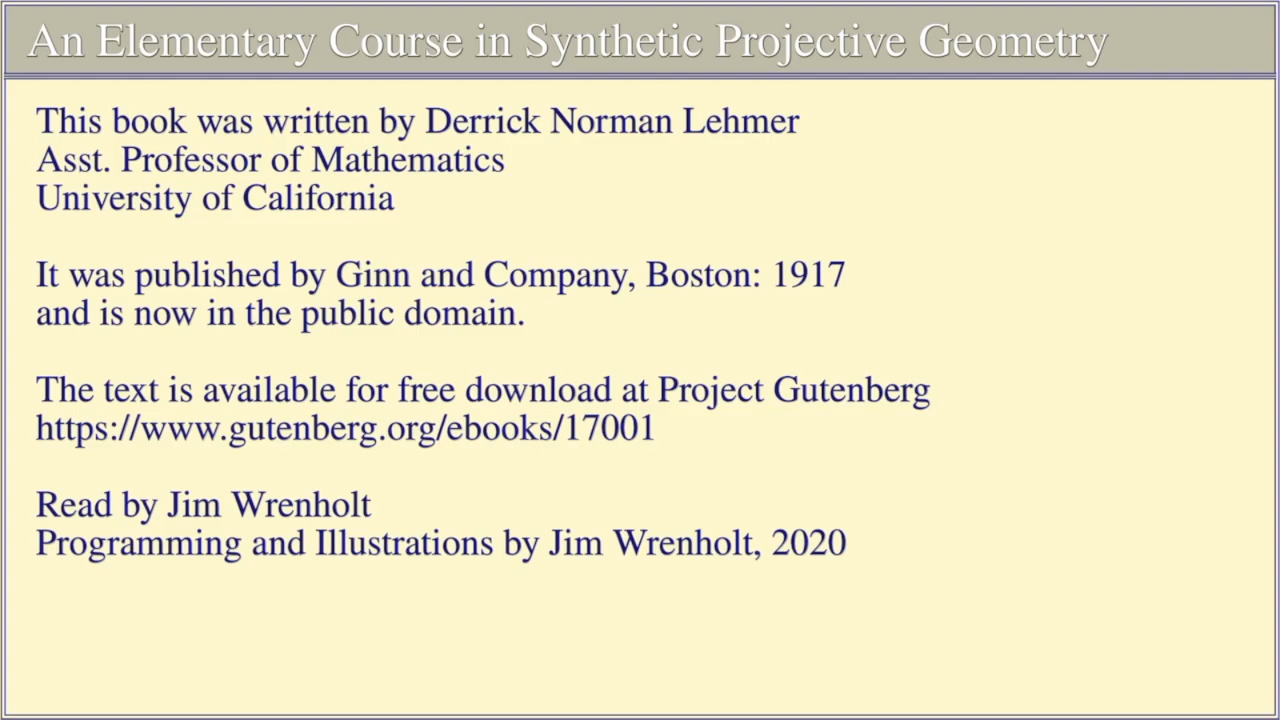 An Elementary Course in Synthetic Projective Geometry
This book was written by Derrick Norman Lehmer
Asst. Professor of Mathematics
University of California
It was published by Ginn and Company, Boston: 1917
and is now in the public domain.
The text is available for free download at Project Gutenberg
https://www.gutenberg.org/ebooks/17001
Read by Jim Wrenholt
Programming and Illustrations by Jim Wrenholt, 2020